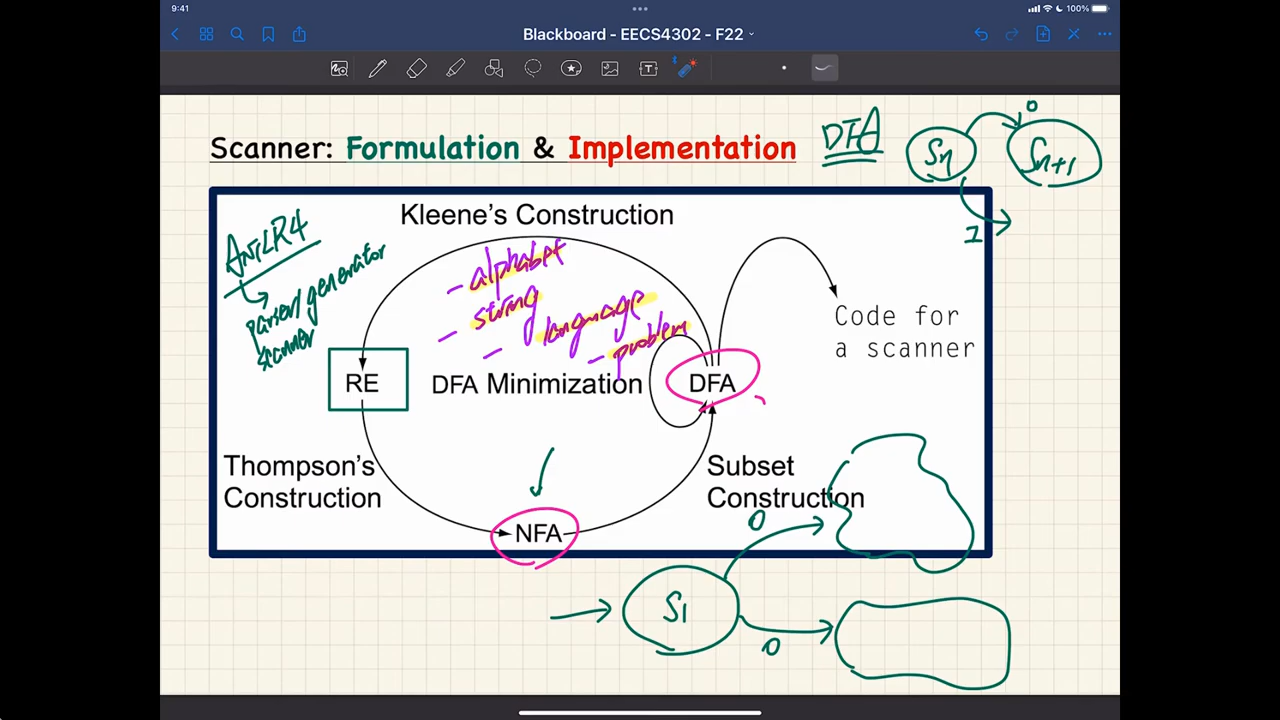 9:41
100%
Blackboard - EECS4302 - F22
Scanner: Formulation & Implementation
DFA
Sn
0
Sn+1
1
Kleene's Construction
ANTLR4
parser/generator
scanner
- alphabet
- string
- language
- problem
Code for
a scanner
RE
DFA Minimization
DFA
Thompson's
Construction
Subset
Construction
NFA
0
S1
0